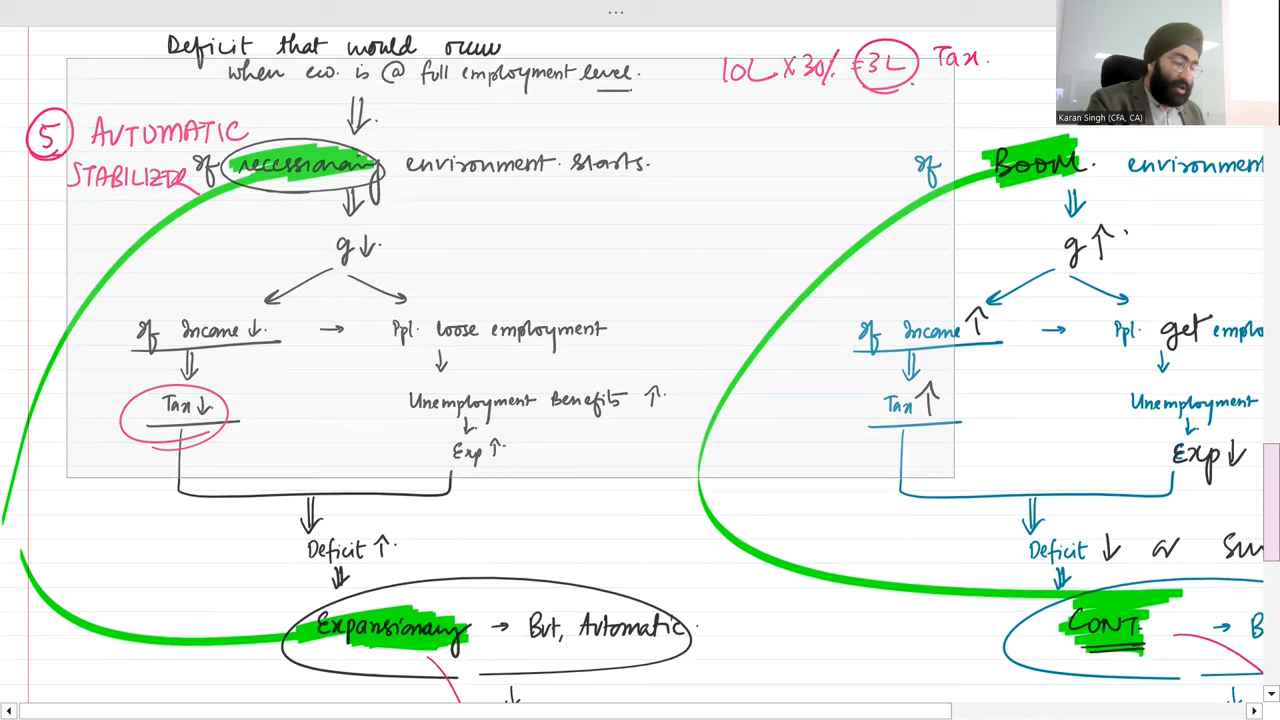 Deficit that would occur
when eco. is @ full employment level.
10L X 30% = 3L Tax.
Karan Singh (CFA, CA)
5 AUTOMATIC
STABILIZER
If recessionary environment starts.
g ↓.
If Income ↓. → Ppl. loose employment
Tax ↓
Unemployment Benefits ↑.
Exp ↑.
Deficit ↑.
Expansionary → But, Automatic.
If BOOM. environment
g ↑.
If Income ↑ → Ppl. get emplo
Tax ↑
Unemployment
Exp ↓
Deficit ↓ or Su
CONT. → B